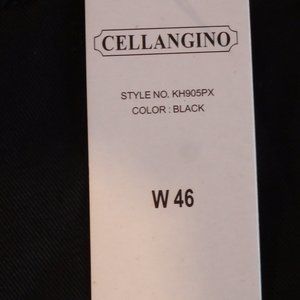 CELLANGINO
STYLE NO. KH905PX
COLOR : BLACK
W 46